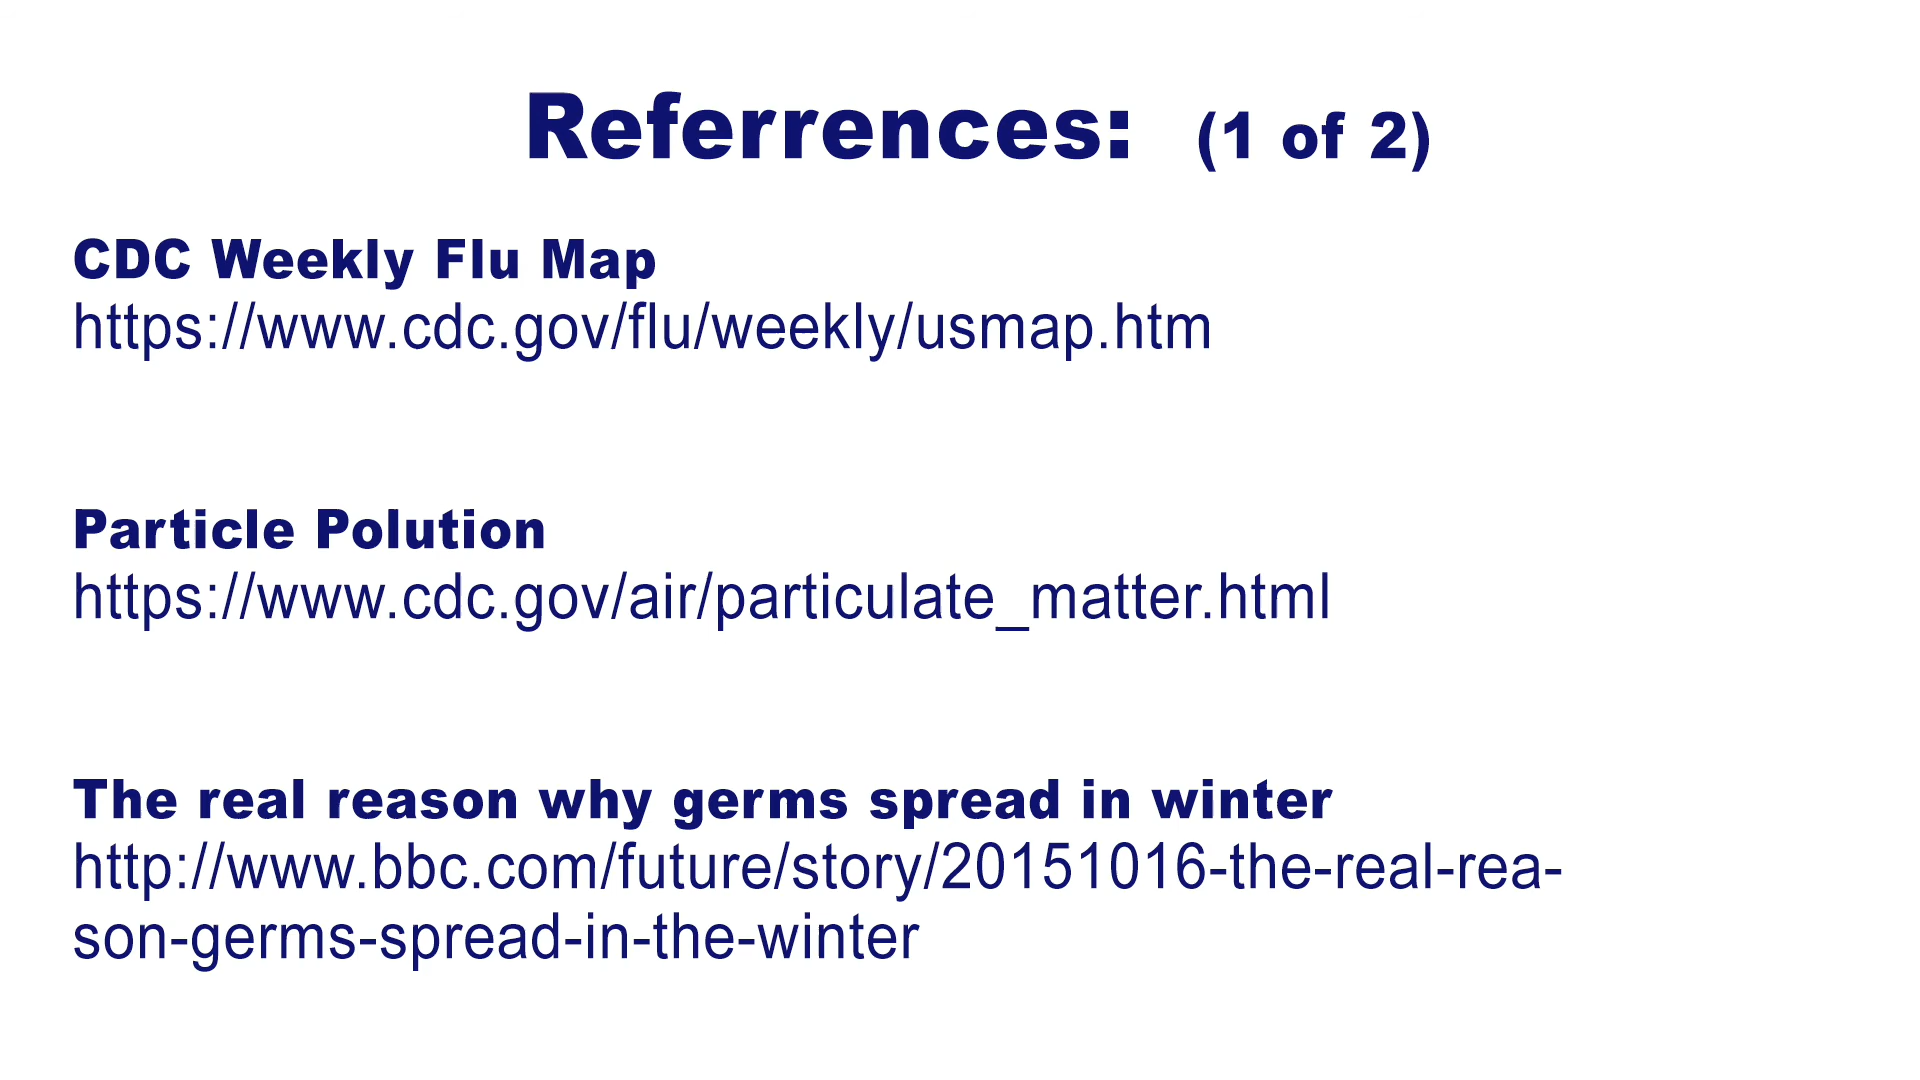 Referrences: (1 of 2)
CDC Weekly Flu Map
https://www.cdc.gov/flu/weekly/usmap.htm
Particle Polution
https://www.cdc.gov/air/particulate_matter.html
The real reason why germs spread in winter
http://www.bbc.com/future/story/20151016-the-real-rea-
son-germs-spread-in-the-winter